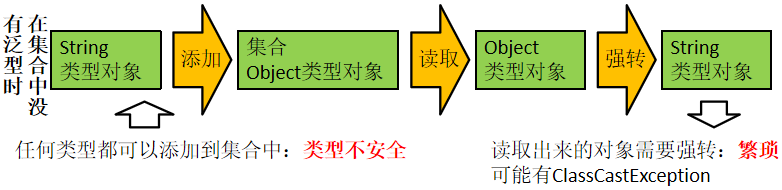 在集合中没
有泛型时
String
类型对象
添加
集合
Object类型对象
读取
Object
类型对象
强转
String
类型对象
任何类型都可以添加到集合中：类型不安全
读取出来的对象需要强转：繁琐
可能有ClassCastException